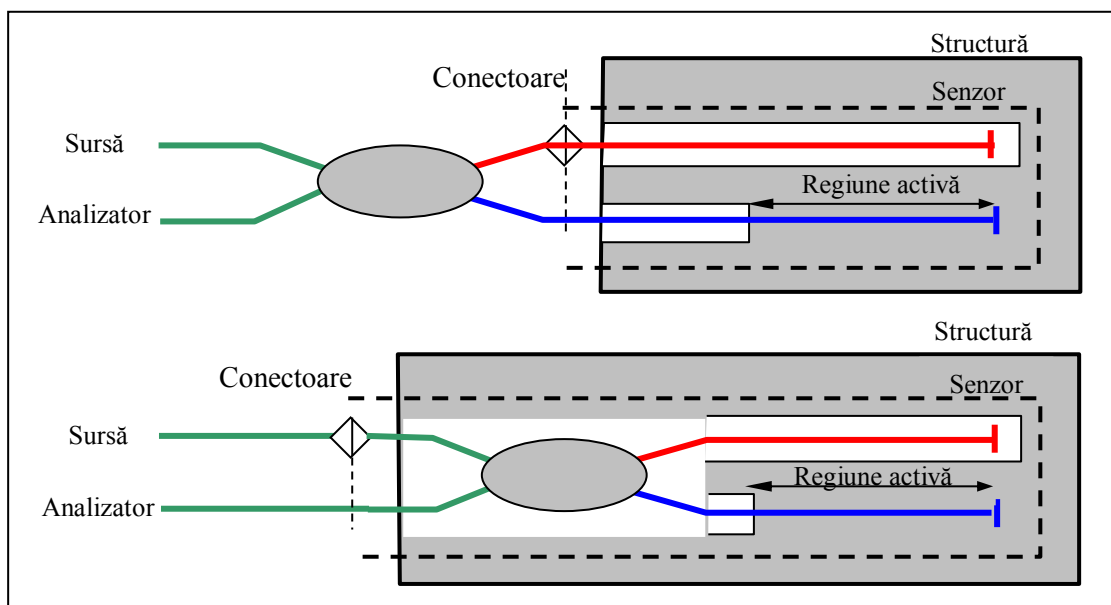 Structură
Conectoare
Senzor
Sursă
Regiune activă
Analizator
Structură
Conectoare
Senzor
Sursă
Regiune activă
Analizator